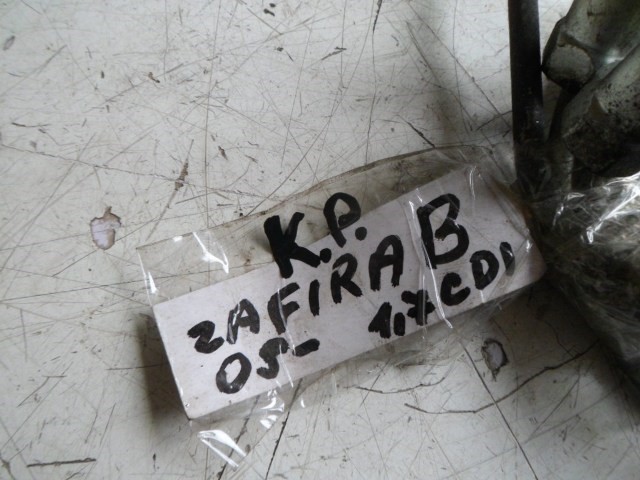 K.P.
ZAFIRA B
05- 1,7 CDI